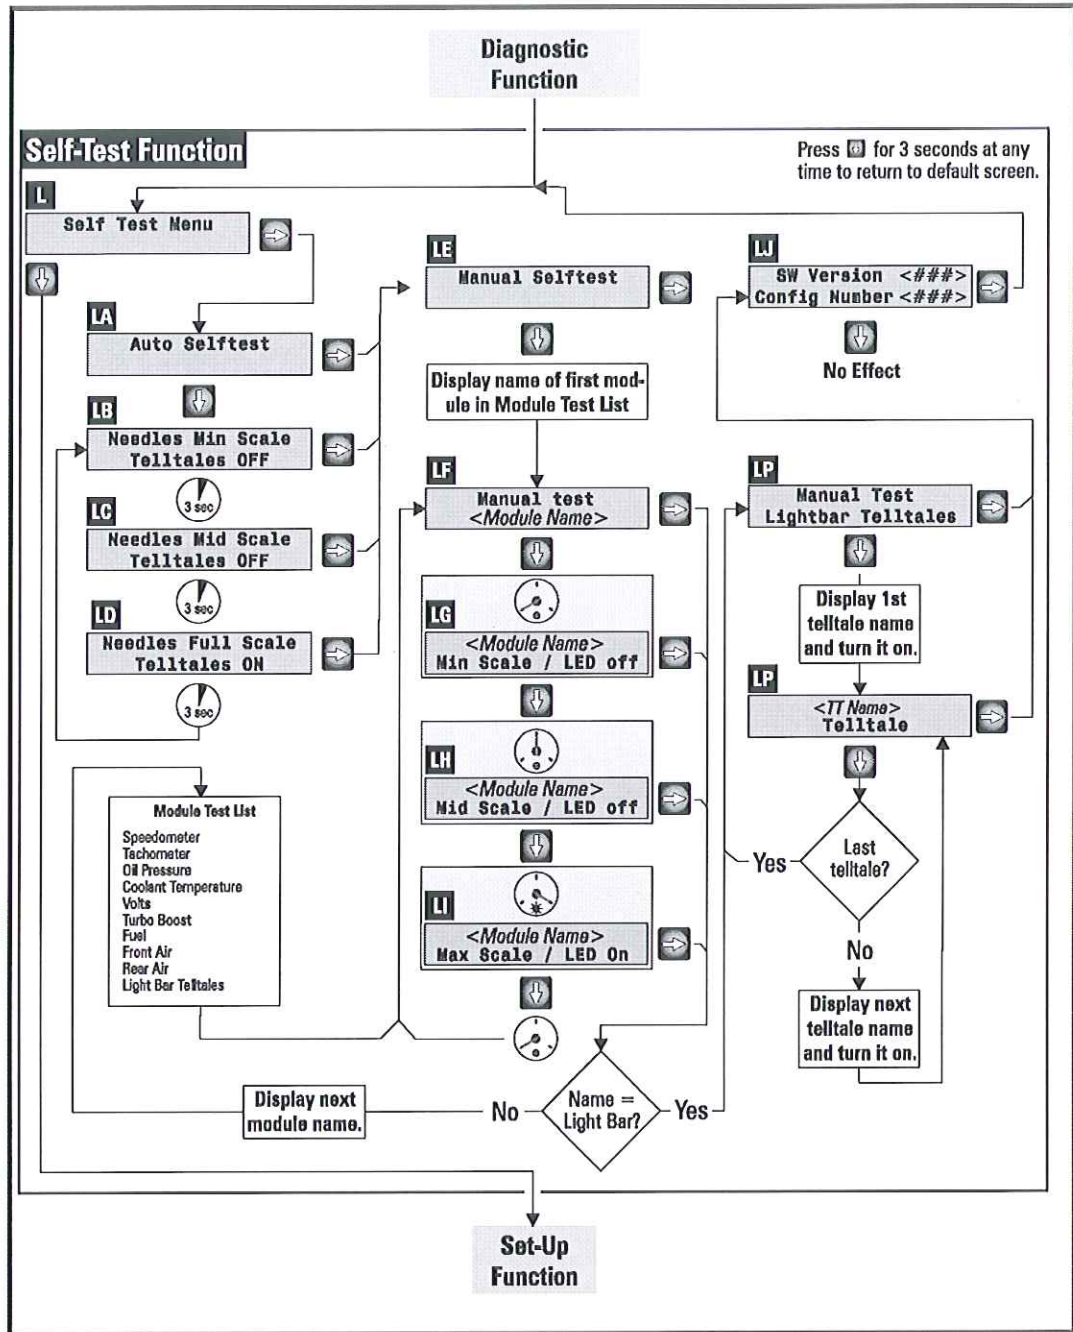 Diagnostic
Function
Self-Test Function
Press for 3 seconds at any
time to return to default screen.
L
Self Test Menu
LA
Auto Selftest
LB
Needles Min Scale
Telltales OFF
3 sec
LC
Needles Mid Scale
Telltales OFF
3 sec
LD
Needles Full Scale
Telltales ON
3 sec
Module Test List
Speedometer
Tachometer
Oil Pressure
Coolant Temperature
Volts
Turbo Boost
Fuel
Front Air
Rear Air
Light Bar Telltales
LE
Manual Selftest
Display name of first mod-
ule in Module Test List
LF
Manual test
<Module Name>
LG
<Module Name>
Min Scale / LED off
LH
<Module Name>
Mid Scale / LED off
LI
<Module Name>
Max Scale / LED On
Name =
Light Bar?
No
Yes
Display next
module name.
LJ
SW Version <###>
Config Number <###>
No Effect
LP
Manual Test
Lightbar Telltales
Display 1st
telltale name
and turn it on.
LP
<TT Name>
Telltale
Last
telltale?
Yes
No
Display next
telltale name
and turn it on.
Set-Up
Function